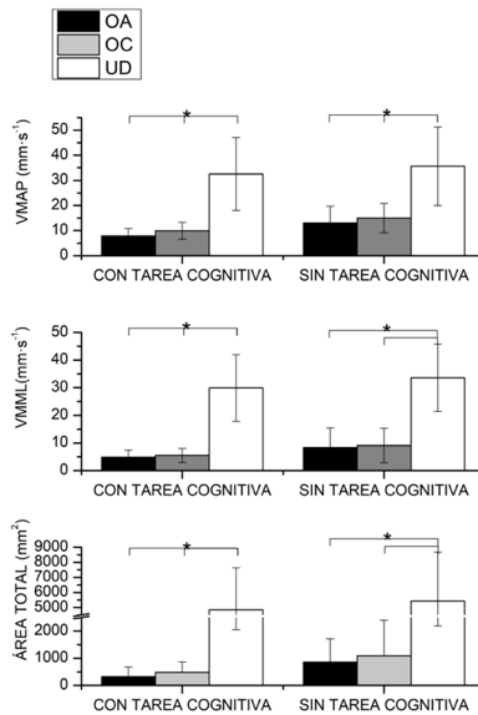 OA
OC
UD
*
*
VMAP (mm·s⁻¹)
50
40
30
20
10
0
CON TAREA COGNITIVA
SIN TAREA COGNITIVA
*
*
VMML(mm·s⁻¹)
50
40
30
20
10
0
CON TAREA COGNITIVA
SIN TAREA COGNITIVA
*
*
ÁREA TOTAL (mm²)
9000
8000
7000
6000
5000
2000
1000
0
CON TAREA COGNITIVA
SIN TAREA COGNITIVA